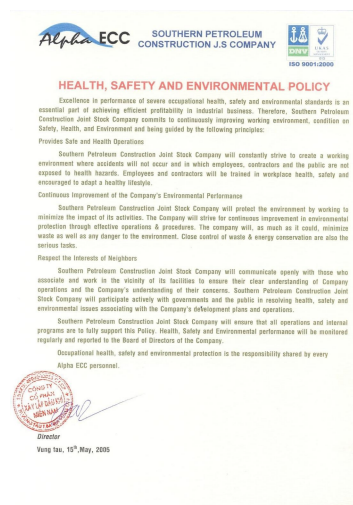 Alpha ECC
SOUTHERN PETROLEUM
CONSTRUCTION J.S COMPANY
DNV
UKAS
ISO 9001:2000
HEALTH, SAFETY AND ENVIRONMENTAL POLICY
Excellence in performance of severe occupational health, safety and environmental standards is an
essential part of achieving efficient profitability in industrial business. Therefore, Southern Petroleum
Construction Joint Stock Company commits to continuously improving working environment, condition on
Safety, Health, and Environment and being guided by the following principles:
Provides Safe and Health Operations
Southern Petroleum Construction Joint Stock Company will constantly strive to create a working
environment where accidents will not occur and in which employees, contractors and the public are not
exposed to health hazards. Employees and contractors will be trained in workplace health, safety and
encouraged to adapt a healthy lifestyle.
Continuous Improvement of the Company's Environmental Performance
Southern Petroleum Construction Joint Stock Company will protect the environment by working to
minimize the impact of its activities. The Company will strive for continuous improvement in environmental
protection through effective operations & procedures. The company will, as much as it could, minimize
waste as well as any danger to the environment. Close control of waste & energy conservation are also the
serious tasks.
Respect the Interests of Neighbors
Southern Petroleum Construction Joint Stock Company will communicate openly with those who
associate and work in the vicinity of its facilities to ensure their clear understanding of Company
operations and the Company's understanding of their concerns. Southern Petroleum Construction Joint
Stock Company will participate actively with governments and the public in resolving health, safety and
environmental issues associating with the Company's development plans and operations.
Southern Petroleum Construction Joint Stock Company will ensure that all operations and internal
programs are to fully support this Policy. Health, Safety and Environmental performance will be monitored
regularly and reported to the Board of Directors of the Company.
Occupational health, safety and environmental protection is the responsibility shared by every
Alpha ECC personnel.
CÔNG TY
CỔ PHẦN
XÂY LẮP DẦU KHÍ
MIỀN NAM
Director
Vung tau, 15th,May, 2006